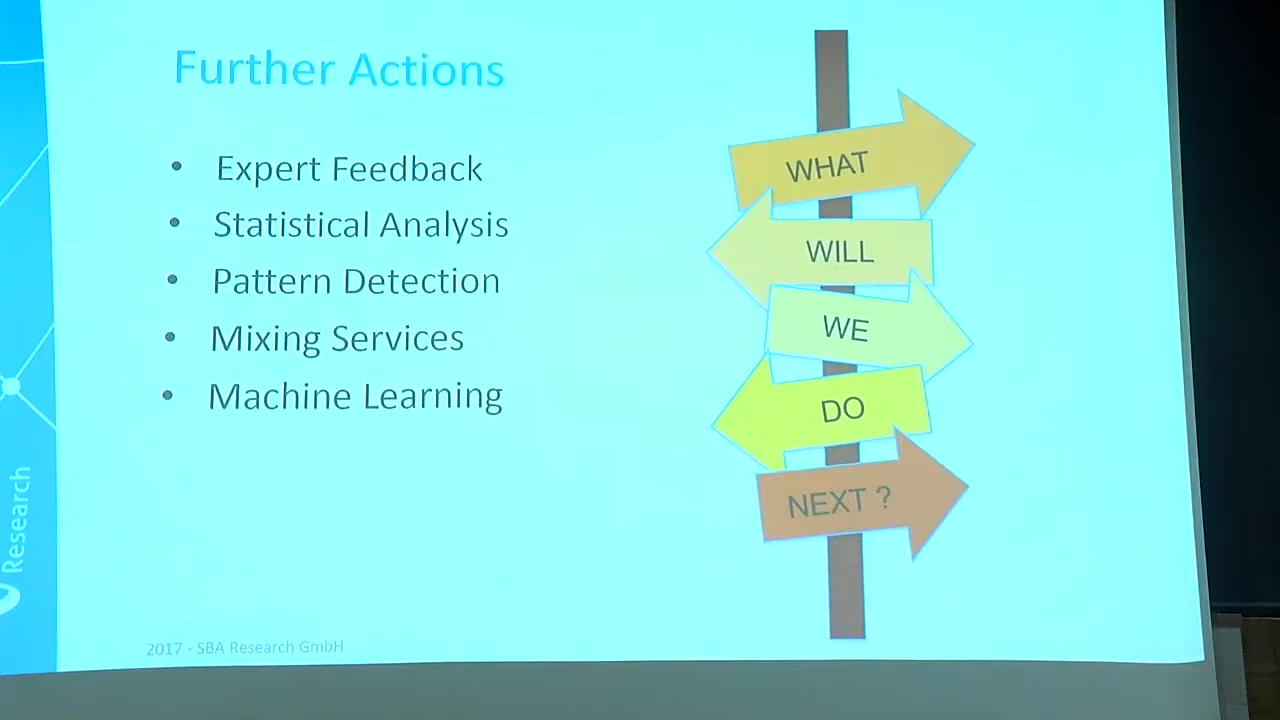 Further Actions
• Expert Feedback
• Statistical Analysis
• Pattern Detection
• Mixing Services
• Machine Learning
WHAT
WILL
WE
DO
NEXT ?
Research
2017 - SBA Research GmbH